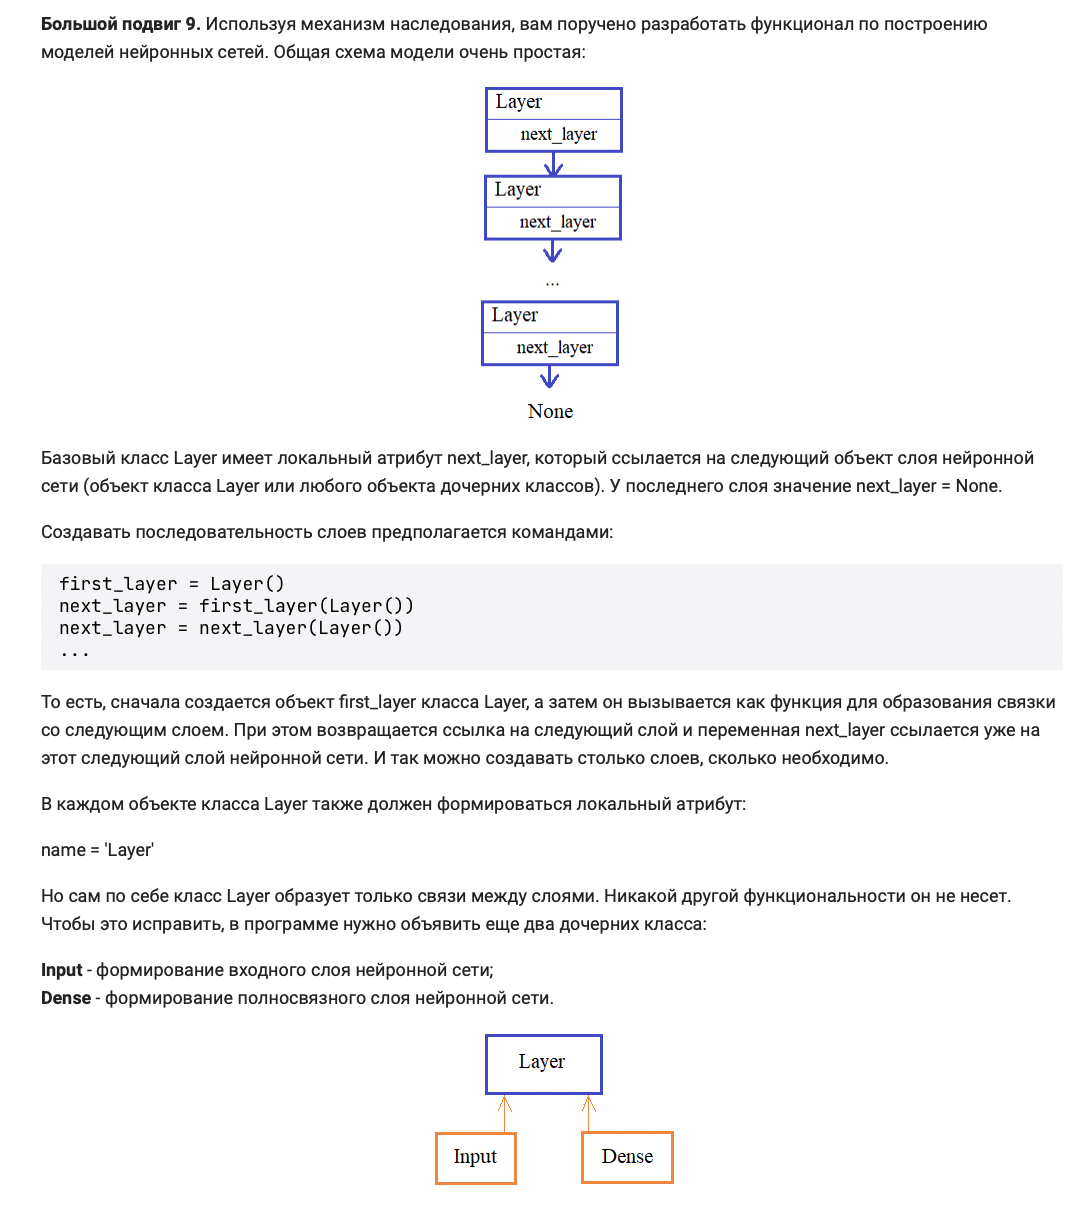 Большой подвиг 9. Используя механизм наследования, вам поручено разработать функционал по построению
моделей нейронных сетей. Общая схема модели очень простая:
Layer
next_layer
Layer
next_layer
...
Layer
next_layer
None
Базовый класс Layer имеет локальный атрибут next_layer, который ссылается на следующий объект слоя нейронной
сети (объект класса Layer или любого объекта дочерних классов). У последнего слоя значение next_layer = None.
Создавать последовательность слоев предполагается командами:
first_layer = Layer()
next_layer = first_layer(Layer())
next_layer = next_layer(Layer())
...
То есть, сначала создается объект first_layer класса Layer, а затем он вызывается как функция для образования связки
со следующим слоем. При этом возвращается ссылка на следующий слой и переменная next_layer ссылается уже на
этот следующий слой нейронной сети. И так можно создавать столько слоев, сколько необходимо.
В каждом объекте класса Layer также должен формироваться локальный атрибут:
name = 'Layer'
Но сам по себе класс Layer образует только связи между слоями. Никакой другой функциональности он не несет.
Чтобы это исправить, в программе нужно объявить еще два дочерних класса:
Input - формирование входного слоя нейронной сети;
Dense - формирование полносвязного слоя нейронной сети.
Layer
Input
Dense